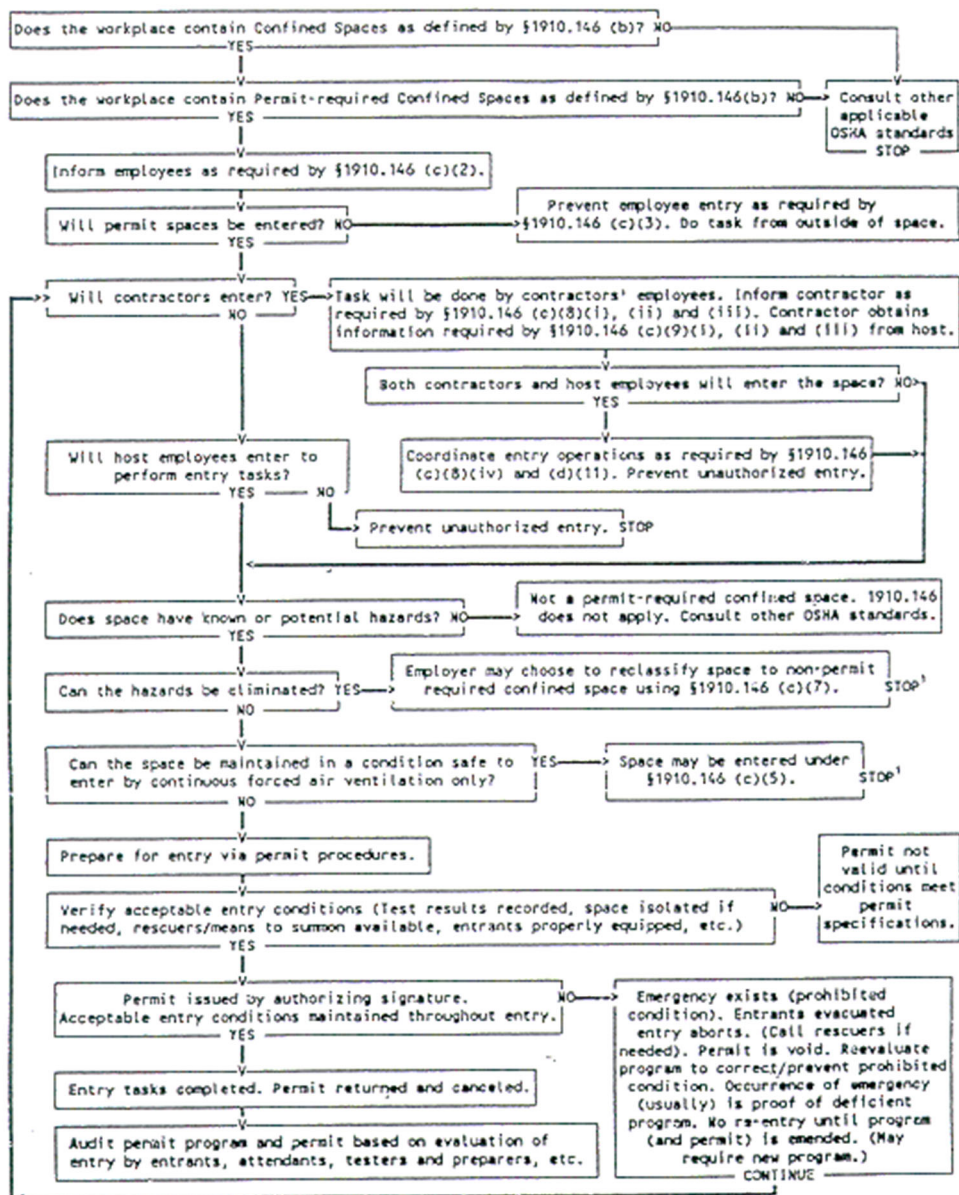 Does the workplace contain Confined Spaces as defined by §1910.146 (b)? NO
YES
Does the workplace contain Permit-required Confined Spaces as defined by §1910.146(b)? NO
YES
Consult other
applicable
OSHA standards
STOP
Inform employees as required by §1910.146 (c)(2).
Will permit spaces be entered? NO
YES
Prevent employee entry as required by
§1910.146 (c)(3). Do task from outside of space.
Will contractors enter? YES
NO
Task will be done by contractors' employees. Inform contractor as
required by §1910.146 (c)(8)(i), (ii) and (iii). Contractor obtains
information required by §1910.146 (c)(9)(i), (ii) and (iii) from host.
Both contractors and host employees will enter the space? NO
YES
Will host employees enter to
perform entry tasks?
YES NO
Coordinate entry operations as required by §1910.146
(c)(8)(iv) and (d)(11). Prevent unauthorized entry.
Prevent unauthorized entry. STOP
Does space have known or potential hazards? NO
YES
Not a permit-required confined space. 1910.146
does not apply. Consult other OSHA standards.
Can the hazards be eliminated? YES
NO
Employer may choose to reclassify space to non-permit
required confined space using §1910.146 (c)(7). STOP¹
Can the space be maintained in a condition safe to YES
enter by continuous forced air ventilation only?
NO
Space may be entered under
§1910.146 (c)(5). STOP¹
Prepare for entry via permit procedures.
Verify acceptable entry conditions (Test results recorded, space isolated if NO
needed, rescuers/means to summon available, entrants properly equipped, etc.)
YES
Permit not
valid until
conditions meet
permit
specifications.
Permit issued by authorizing signature. NO
Acceptable entry conditions maintained throughout entry.
YES
Emergency exists (prohibited
condition). Entrants evacuated
entry aborts. (Call rescuers if
needed). Permit is void. Reevaluate
program to correct/prevent prohibited
condition. Occurrence of emergency
(usually) is proof of deficient
program. No re-entry until program
(and permit) is emended. (May
require new program.)
CONTINUE
Entry tasks completed. Permit returned and canceled.
Audit permit program and permit based on evaluation of
entry by entrants, attendants, testers and preparers, etc.